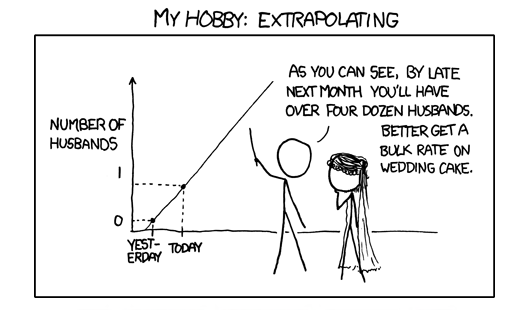 MY HOBBY: EXTRAPOLATING
AS YOU CAN SEE, BY LATE
NEXT MONTH YOU'LL HAVE
OVER FOUR DOZEN HUSBANDS.
BETTER GET A
BULK RATE ON
WEDDING CAKE.
NUMBER OF
HUSBANDS
1
0
YEST-
ERDAY
TODAY